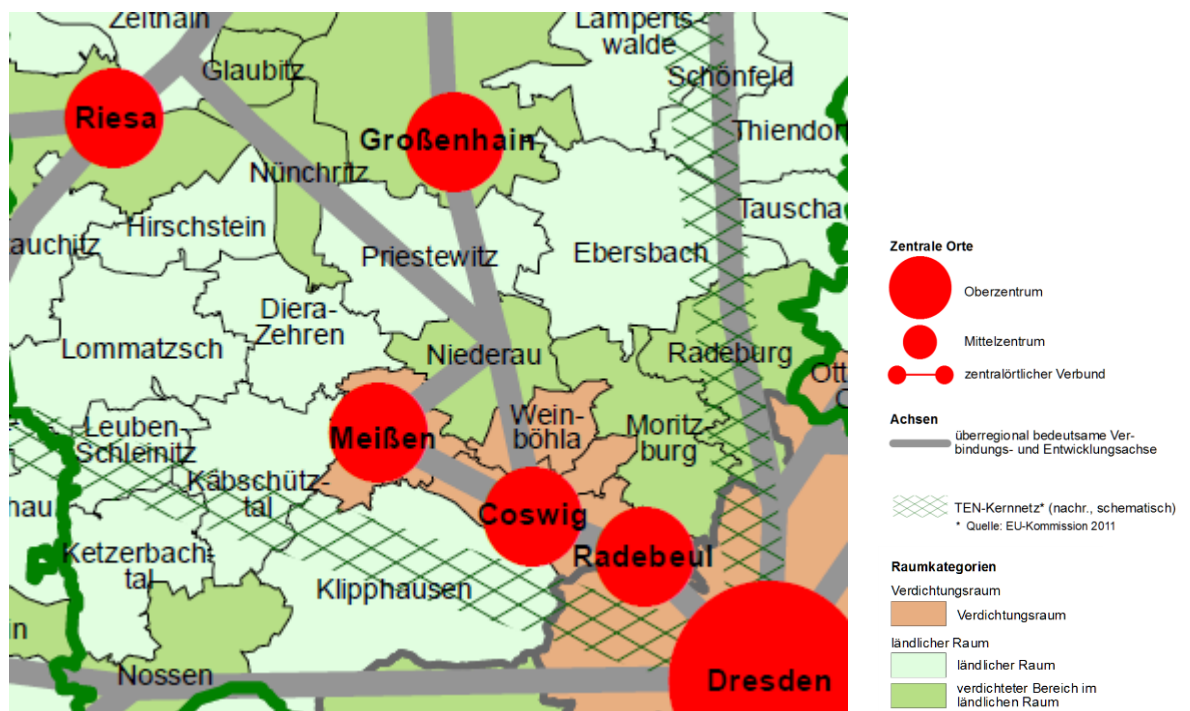 Zeithain
Glaubitz
Lamperts
walde
Schönfeld
Riesa
Großenhain
Thiendorf
Nünchritz
Tauscha
Hirschstein
auchitz
Priestewitz
Ebersbach
Diera-
Zehren
Lommatzsch
Niederau
Radeburg
Ott
O
Leuben-
Schleinitz
Meißen
Wein-
böhla
Moritz-
burg
Käbschütz-
tal
nau
Coswig
Ketzerbach-
tal
Radebeul
Klipphausen
in
Nossen
Dresden
Zentrale Orte
Oberzentrum
Mittelzentrum
zentralörtlicher Verbund
Achsen
überregional bedeutsame Ver-
bindungs- und Entwicklungsachse
TEN-Kernnetz* (nachr., schematisch)
* Quelle: EU-Kommission 2011
Raumkategorien
Verdichtungsraum
Verdichtungsraum
ländlicher Raum
ländlicher Raum
verdichteter Bereich im
ländlichen Raum